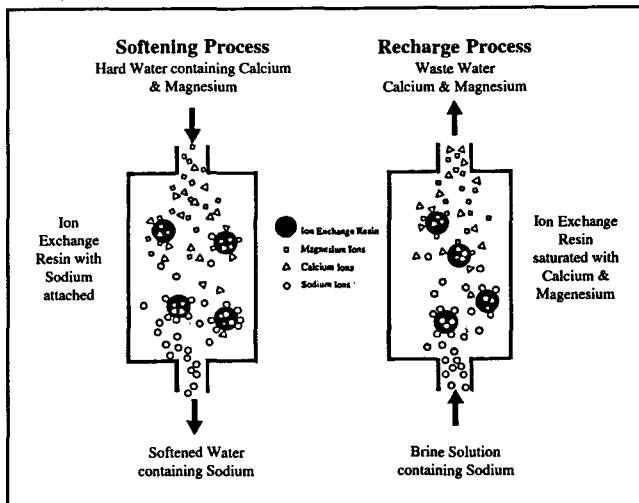 Softening Process
Hard Water containing Calcium
& Magnesium
Ion
Exchange
Resin with
Sodium
attached
Softened Water
containing Sodium
Ion Exchange Resin
Magnesium Ions
Calcium Ions
Sodium Ions
Recharge Process
Waste Water
Calcium & Magnesium
Ion Exchange
Resin
saturated with
Calcium &
Magenesium
Brine Solution
containing Sodium